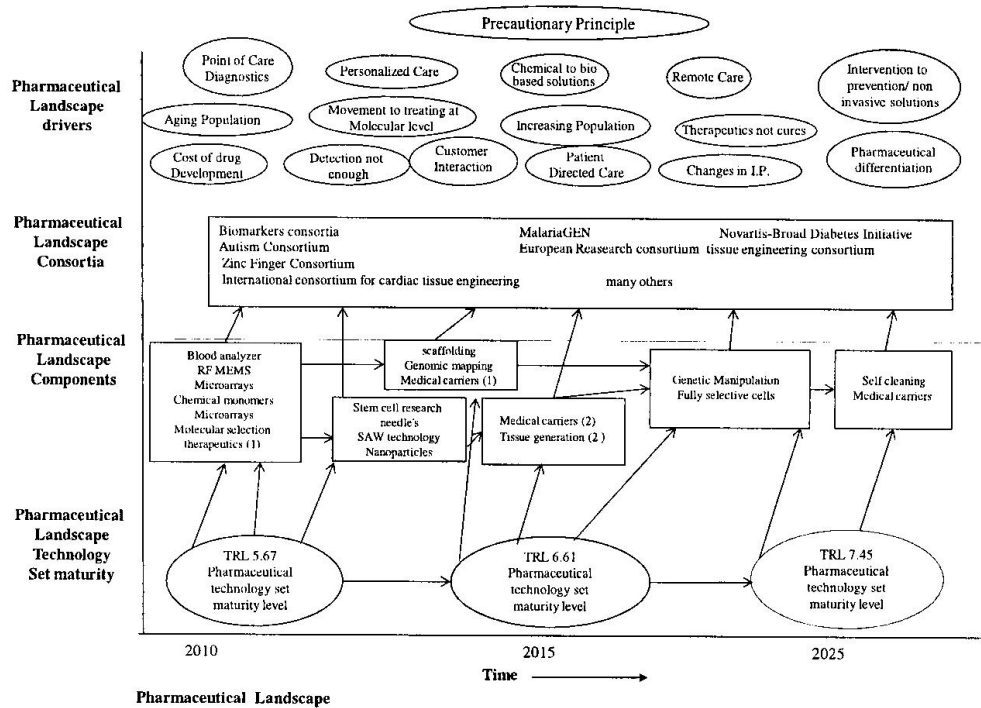 Precautionary Principle
Pharmaceutical
Landscape
drivers
Point of Care
Diagnostics
Personalized Care
Chemical to bio
based solutions
Remote Care
Intervention to
prevention/ non
invasive solutions
Aging Population
Movement to treating at
Molecular level
Increasing Population
Therapeutics not cures
Cost of drug
Development
Detection not
enough
Customer
Interaction
Patient
Directed Care
Changes in I.P.
Pharmaceutical
differentiation
Pharmaceutical
Landscape
Consortia
Biomarkers consortia
MalariaGEN
Novartis-Broad Diabetes Initiative
Autism Consortium
European Reasearch consortium
tissue engineering consortium
Zinc Finger Consortium
International consortium for cardiac tissue engineering
many others
Pharmaceutical
Landscape
Components
Blood analyzer
RF MEMS
Microarrays
Chemical monomers
Microarrays
Molecular selection
therapeutics (1)
scaffolding
Genomic mapping
Medical carriers (1)
Stem cell research
needle's
SAW technology
Nanoparticles
Medical carriers (2)
Tissue generation (2)
Genetic Manipulation
Fully selective cells
Self cleaning
Medical carriers
Pharmaceutical
Landscape
Technology
Set maturity
TRL 5.67
Pharmaceutical
technology set
maturity level
TRL 6.61
Pharmaceutical
technology set
maturity level
TRL 7.45
Pharmaceutical
technology set
maturity level
2010
2015
2025
Time
Pharmaceutical Landscape